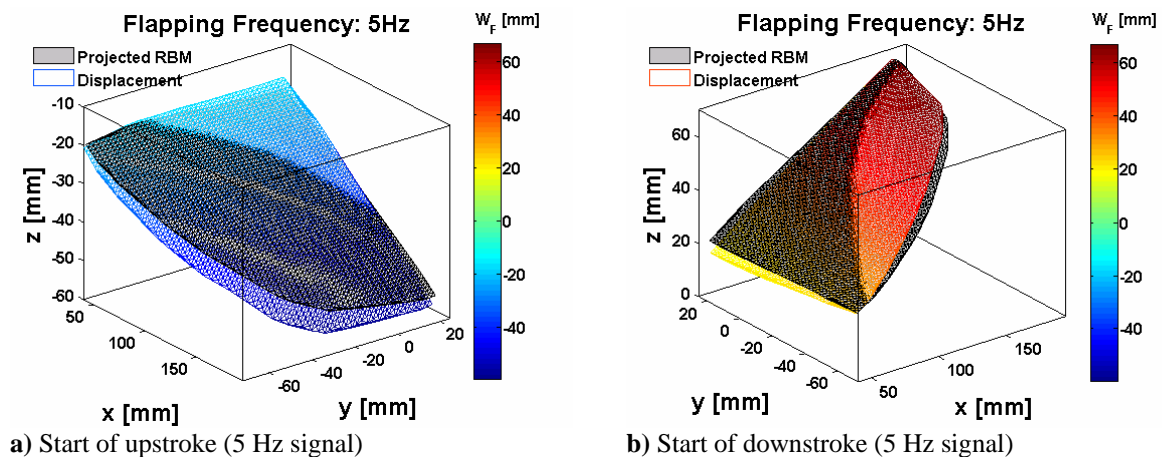 Flapping Frequency: 5Hz
Projected RBM
Displacement
W_F [mm]
-10
-20
-30
-40
-50
-60
z [mm]
50
100
150
x [mm]
-60
-40
-20
0
20
y [mm]
60
40
20
0
-20
-40
a) Start of upstroke (5 Hz signal)
Flapping Frequency: 5Hz
Projected RBM
Displacement
W_F [mm]
60
40
20
0
z [mm]
20
0
-20
-40
-60
y [mm]
50
100
150
x [mm]
60
40
20
0
-20
-40
b) Start of downstroke (5 Hz signal)